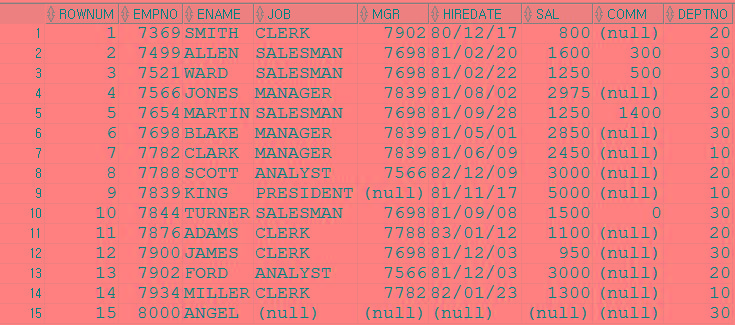 ROWNUM EMPNO ENAME JOB MGR HIREDATE SAL COMM DEPTNO
1 1 7369 SMITH CLERK 7902 80/12/17 800 (null) 20
2 2 7499 ALLEN SALESMAN 7698 81/02/20 1600 300 30
3 3 7521 WARD SALESMAN 7698 81/02/22 1250 500 30
4 4 7566 JONES MANAGER 7839 81/08/02 2975 (null) 20
5 5 7654 MARTIN SALESMAN 7698 81/09/28 1250 1400 30
6 6 7698 BLAKE MANAGER 7839 81/05/01 2850 (null) 30
7 7 7782 CLARK MANAGER 7839 81/06/09 2450 (null) 10
8 8 7788 SCOTT ANALYST 7566 82/12/09 3000 (null) 20
9 9 7839 KING PRESIDENT (null) 81/11/17 5000 (null) 10
10 10 7844 TURNER SALESMAN 7698 81/09/08 1500 0 30
11 11 7876 ADAMS CLERK 7788 83/01/12 1100 (null) 20
12 12 7900 JAMES CLERK 7698 81/12/03 950 (null) 30
13 13 7902 FORD ANALYST 7566 81/12/03 3000 (null) 20
14 14 7934 MILLER CLERK 7782 82/01/23 1300 (null) 10
15 15 8000 ANGEL (null) (null) (null) (null) (null) 30